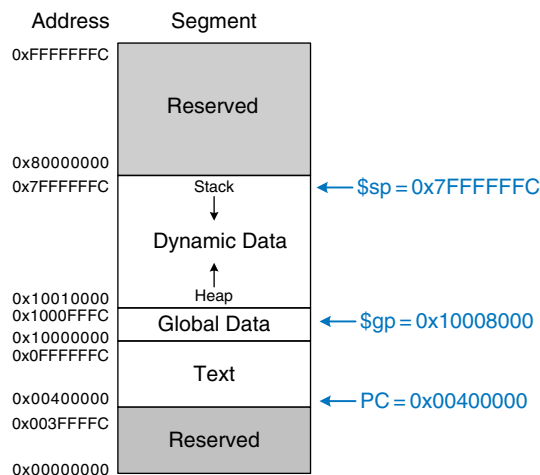 Address Segment
0xFFFFFFFC
Reserved
0x80000000
0x7FFFFFFC Stack $sp = 0x7FFFFFFC
Dynamic Data
0x10010000 Heap
0x1000FFFC
Global Data $gp = 0x10008000
0x10000000
0x0FFFFFFC
Text
0x00400000 PC = 0x00400000
0x003FFFFC
Reserved
0x00000000